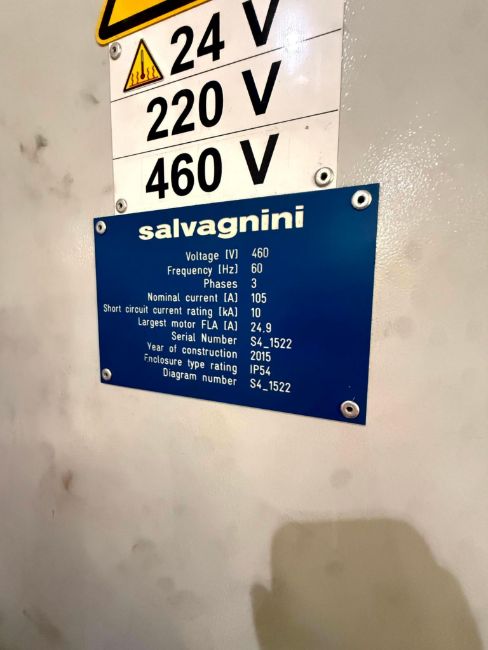 24 V
220 V
460 V
salvagnini
Voltage [V] 460
Frequency [Hz] 60
Phases 3
Nominal current [A] 105
Short circuit current rating [kA] 10
Largest motor FLA [A] 24.9
Serial Number S4_1522
Year of construction 2015
Enclosure type rating IP54
Diagram number S4_1522